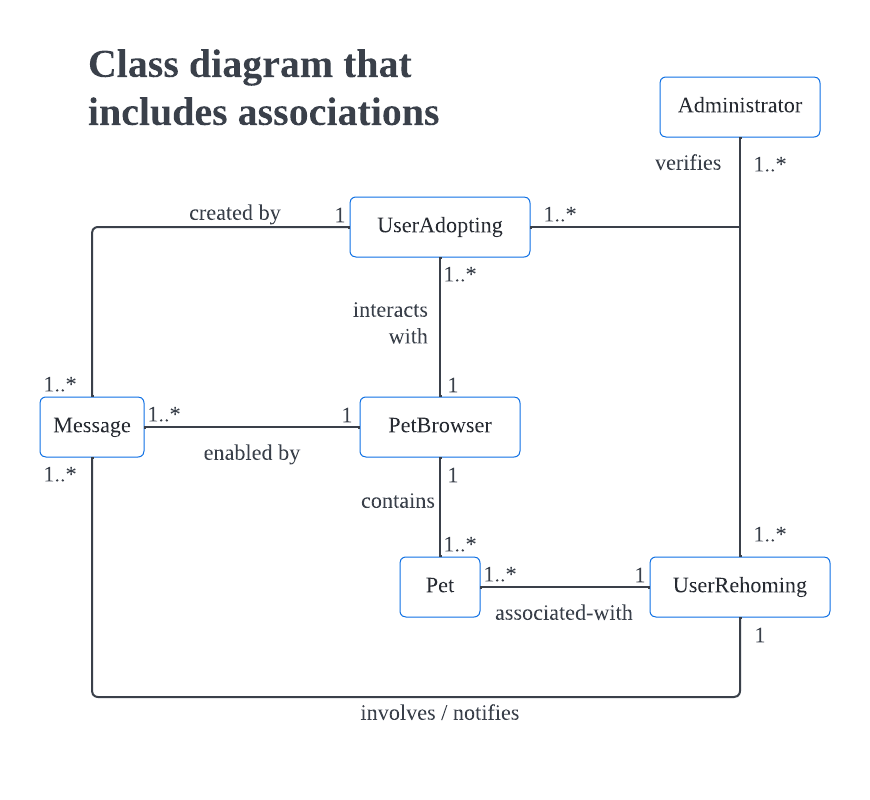 Class diagram that
includes associations
Administrator
verifies
1..*
created by
1
UserAdopting
1..*
1..*
interacts
with
1..*
1
Message
1..*
1
PetBrowser
enabled by
1..*
1
contains
1..*
1..*
Pet
1..*
1
UserRehoming
associated-with
1
involves / notifies